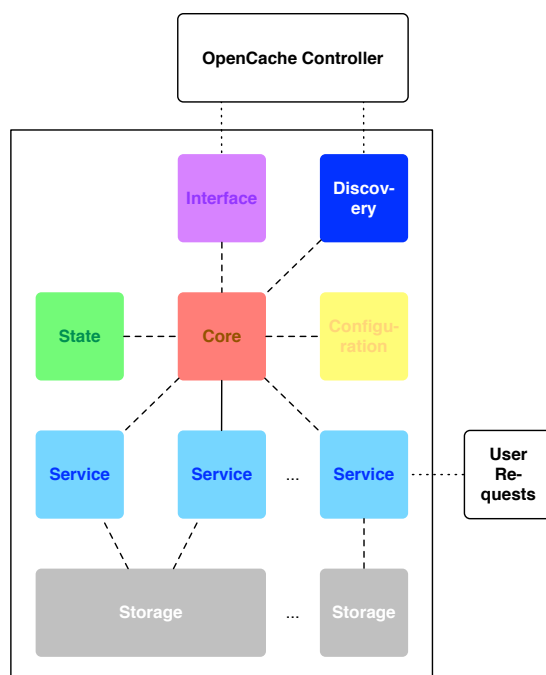 OpenCache Controller
Interface
Discov-
ery
State
Core
Configu-
ration
Service
Service
...
Service
User
Re-
quests
Storage
...
Storage